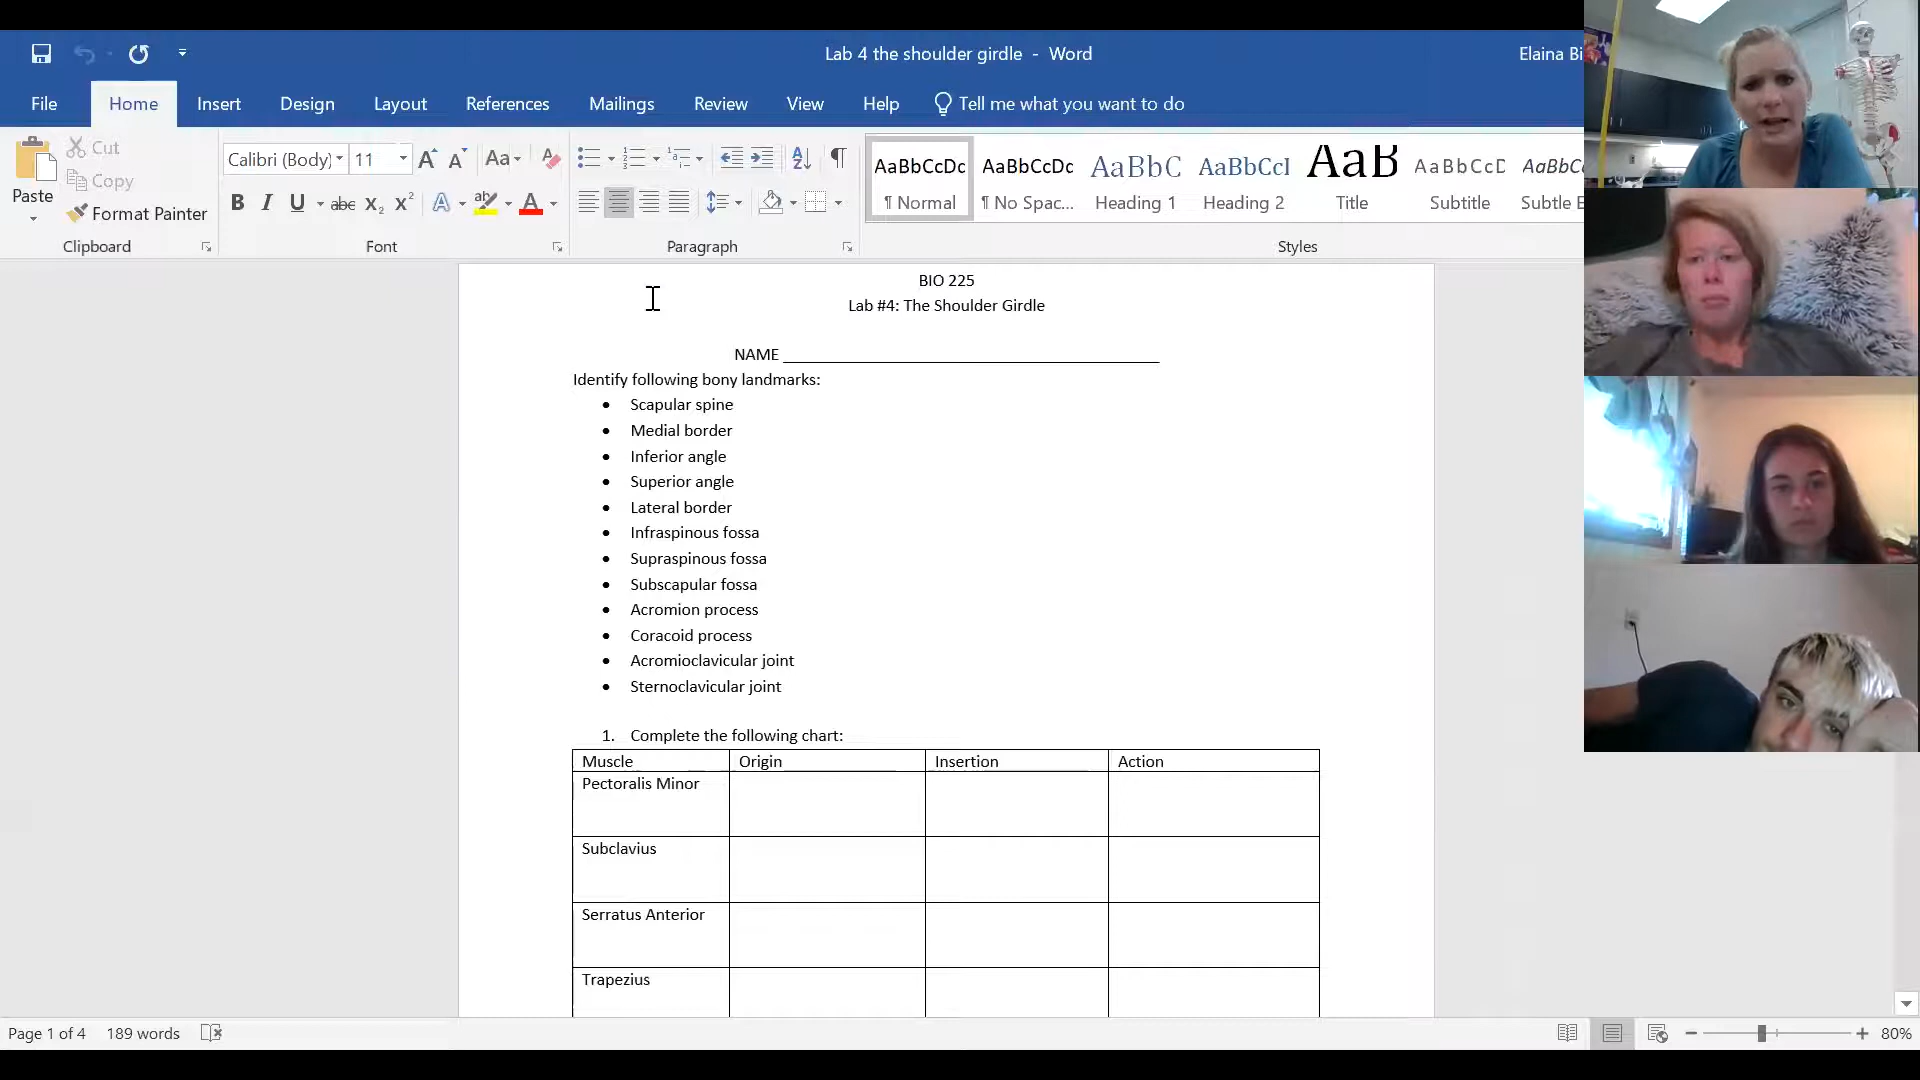 Lab 4 the shoulder girdle - Word
Elaina Bi
File Home Insert Design Layout References Mailings Review View Help Tell me what you want to do
Paste
Cut
Copy
Format Painter
Clipboard
Calibri (Body) 11
Font
Paragraph
AaBbCcDc AaBbCcDc AaBbC AaBbCcI AaB AaBbCcD AaBbCc
¶ Normal ¶ No Spac... Heading 1 Heading 2 Title Subtitle Subtle E
Styles
BIO 225
Lab #4: The Shoulder Girdle
NAME
Identify following bony landmarks:
• Scapular spine
• Medial border
• Inferior angle
• Superior angle
• Lateral border
• Infraspinous fossa
• Supraspinous fossa
• Subscapular fossa
• Acromion process
• Coracoid process
• Acromioclavicular joint
• Sternoclavicular joint
1. Complete the following chart:
Muscle Origin Insertion Action
Pectoralis Minor
Subclavius
Serratus Anterior
Trapezius
Page 1 of 4 189 words 80%